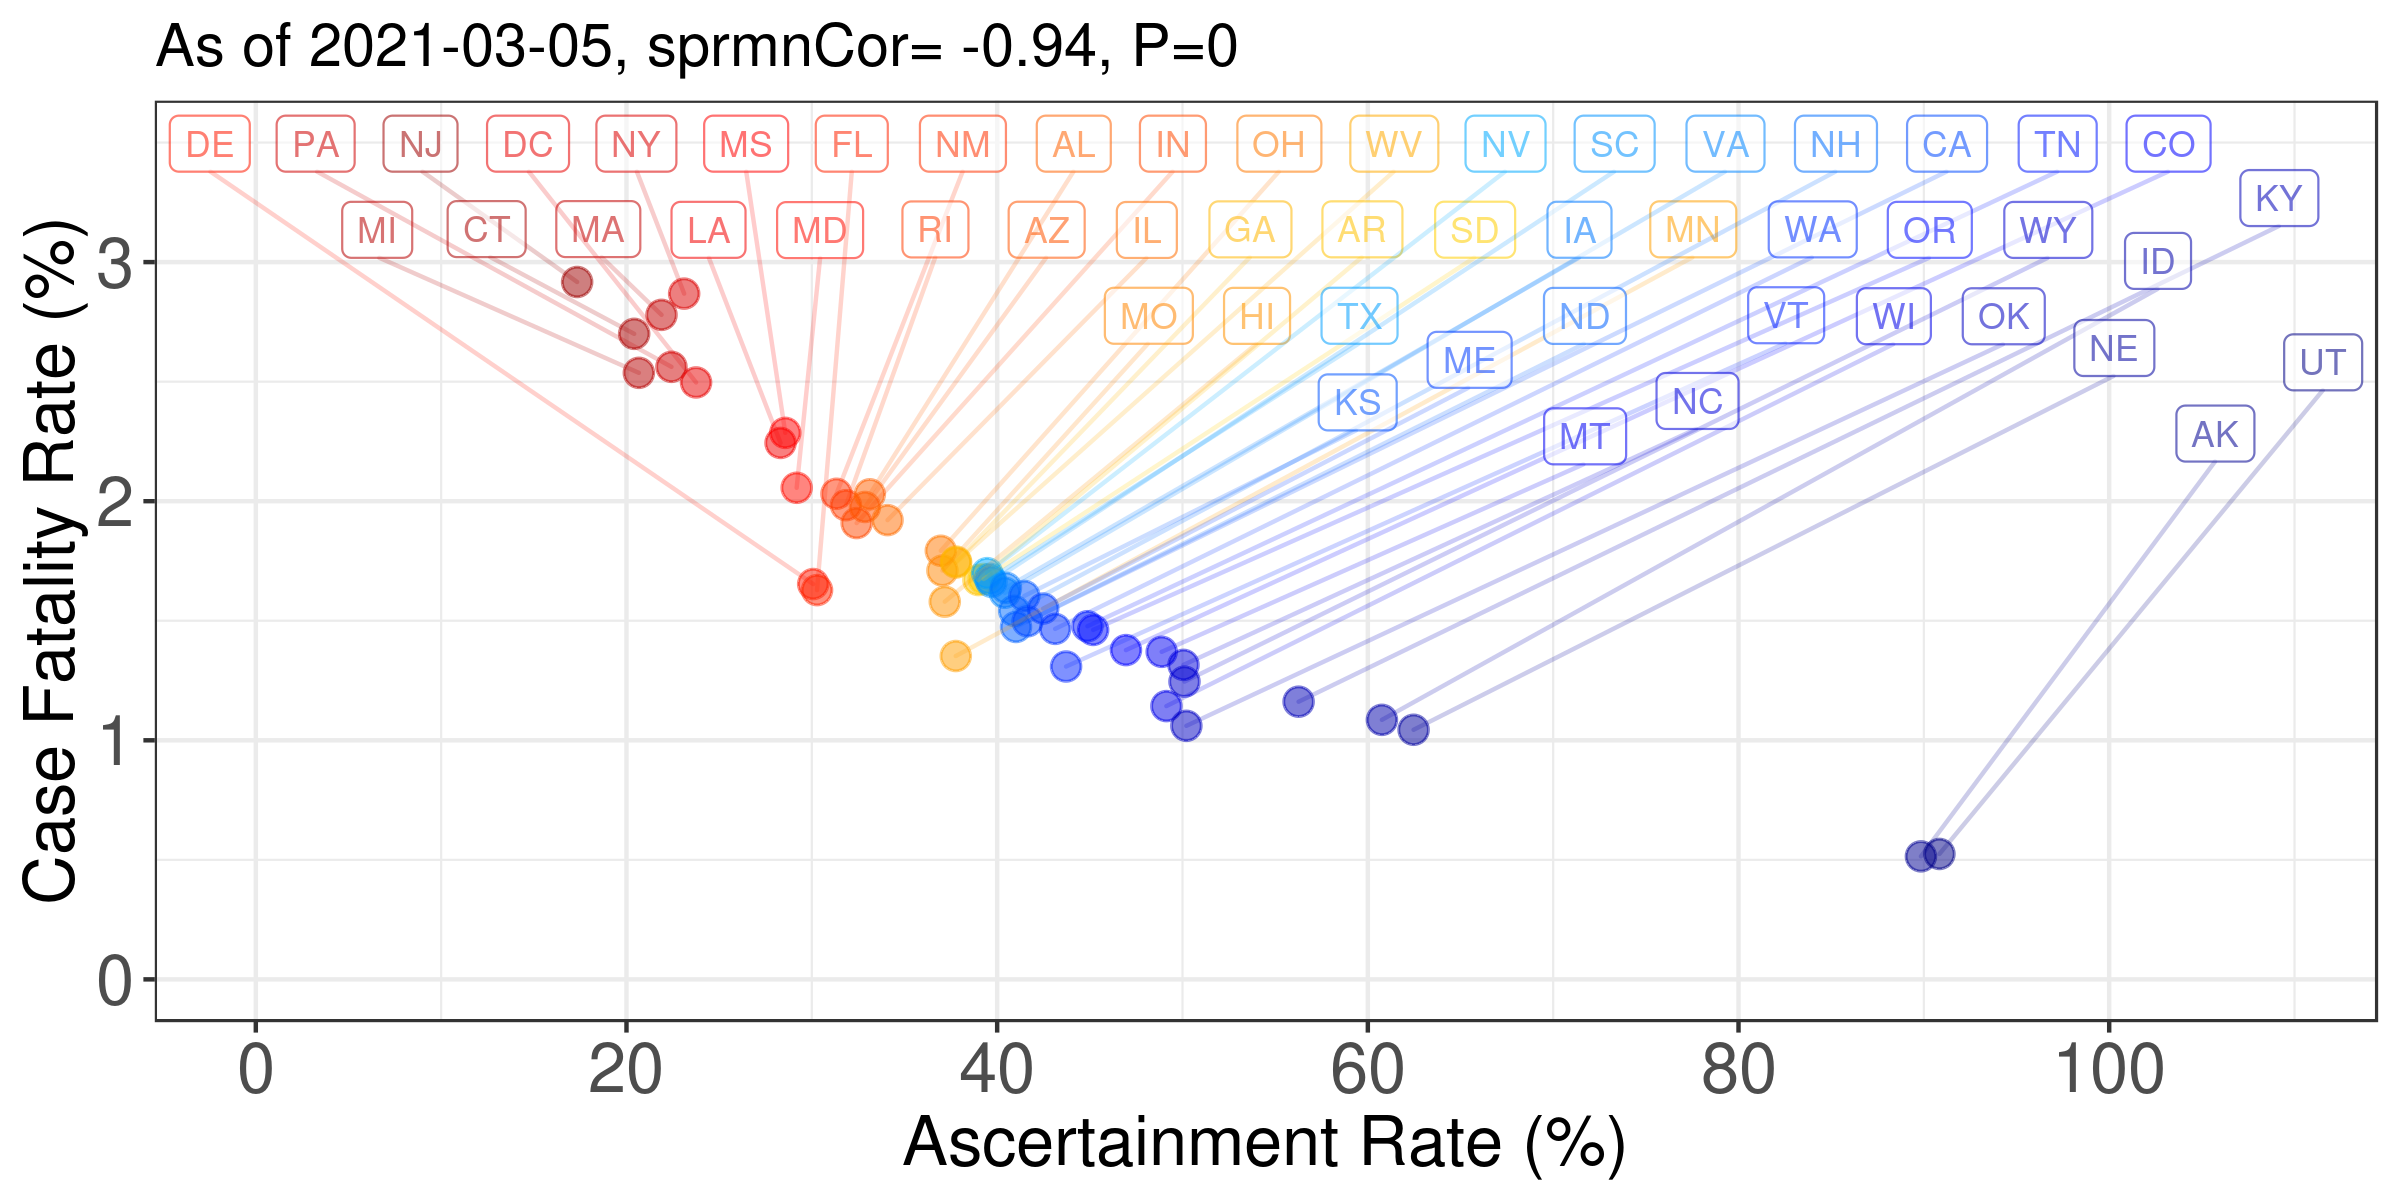 As of 2021-03-05, sprmnCor= -0.94, P=0
DE PA NJ DC NY MS FL NM AL IN OH WV NV SC VA NH CA TN CO
KY
MI CT MA LA MD RI AZ IL GA AR SD IA MN WA OR WY
ID
MO HI TX ND VT WI OK
ME NE UT
KS NC
MT AK
Case Fatality Rate (%)
3
2
1
0
0 20 40 60 80 100
Ascertainment Rate (%)